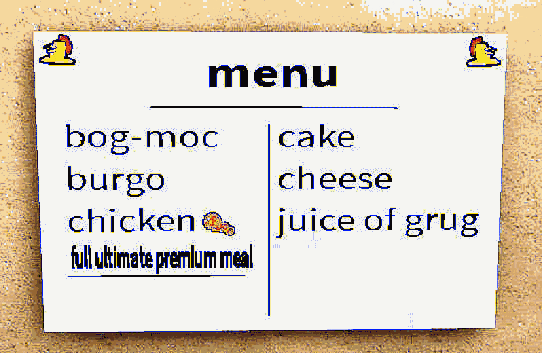 menu
bog-moc
burgo
chicken
full ultimate premium meal
cake
cheese
juice of grug